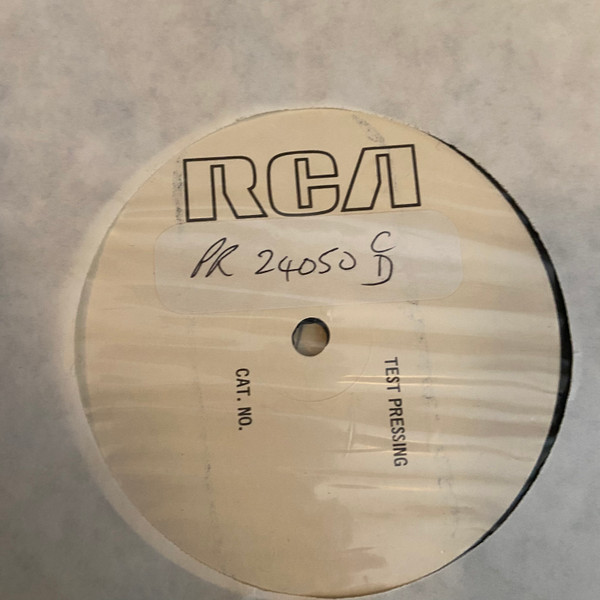 RCA
PR 24050 C
D
CAT. NO.
TEST PRESSING